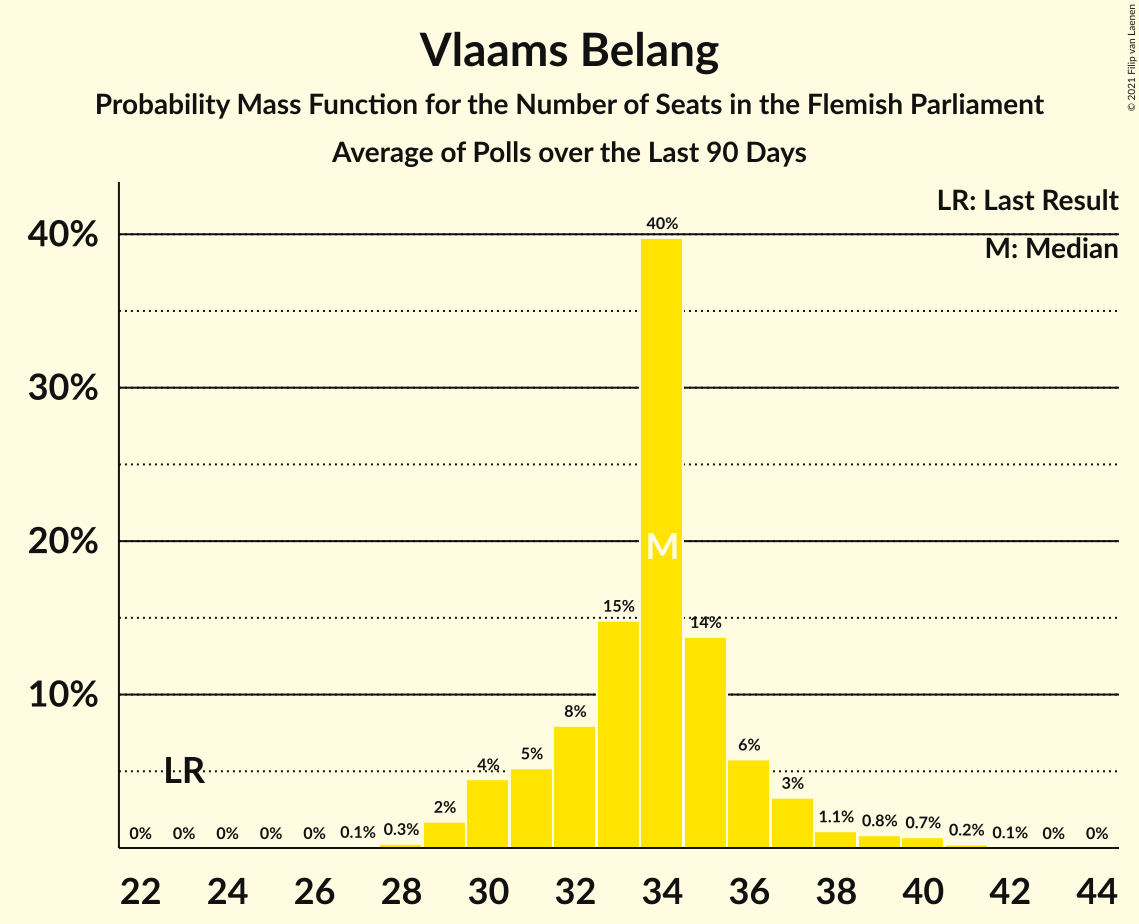 Vlaams Belang
Probability Mass Function for the Number of Seats in the Flemish Parliament
Average of Polls over the Last 90 Days
© 2021 Filip van Laenen
LR: Last Result
M: Median
40%
30%
20%
10%
40%
M
15%
14%
8%
6%
5%
4%
3%
2%
LR
0% 0% 0% 0% 0% 0.1% 0.3% 1.1% 0.8% 0.7% 0.2% 0.1% 0% 0%
22 24 26 28 30 32 34 36 38 40 42 44